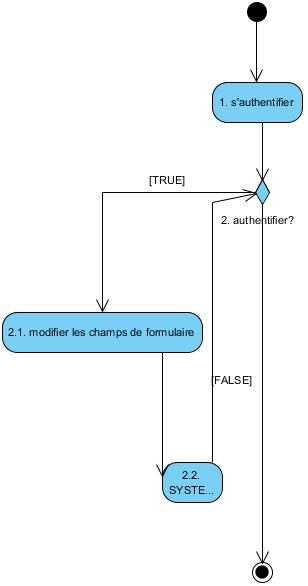 1. s'authentifier
[TRUE]
2. authentifier?
2.1. modifier les champs de formulaire
[FALSE]
2.2.
SYSTE...